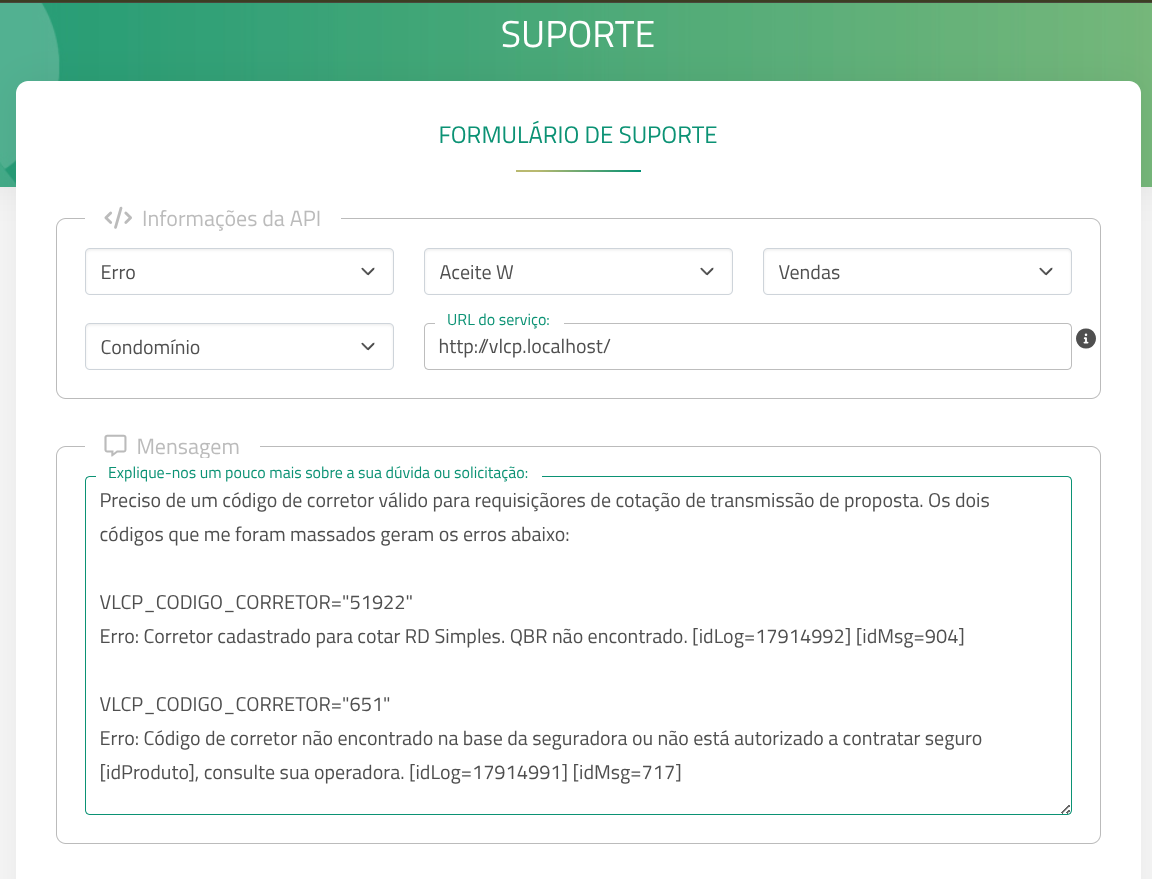 SUPORTE
FORMULÁRIO DE SUPORTE
</> Informações da API
Erro
Aceite W
Vendas
Condomínio
URL do serviço:
http://vlcp.localhost/
Mensagem
Explique-nos um pouco mais sobre a sua dúvida ou solicitação:
Preciso de um código de corretor válido para requisiçãores de cotação de transmissão de proposta. Os dois
códigos que me foram massados geram os erros abaixo:
VLCP_CODIGO_CORRETOR="51922"
Erro: Corretor cadastrado para cotar RD Simples. QBR não encontrado. [idLog=17914992] [idMsg=904]
VLCP_CODIGO_CORRETOR="651"
Erro: Código de corretor não encontrado na base da seguradora ou não está autorizado a contratar seguro
[idProduto], consulte sua operadora. [idLog=17914991] [idMsg=717]